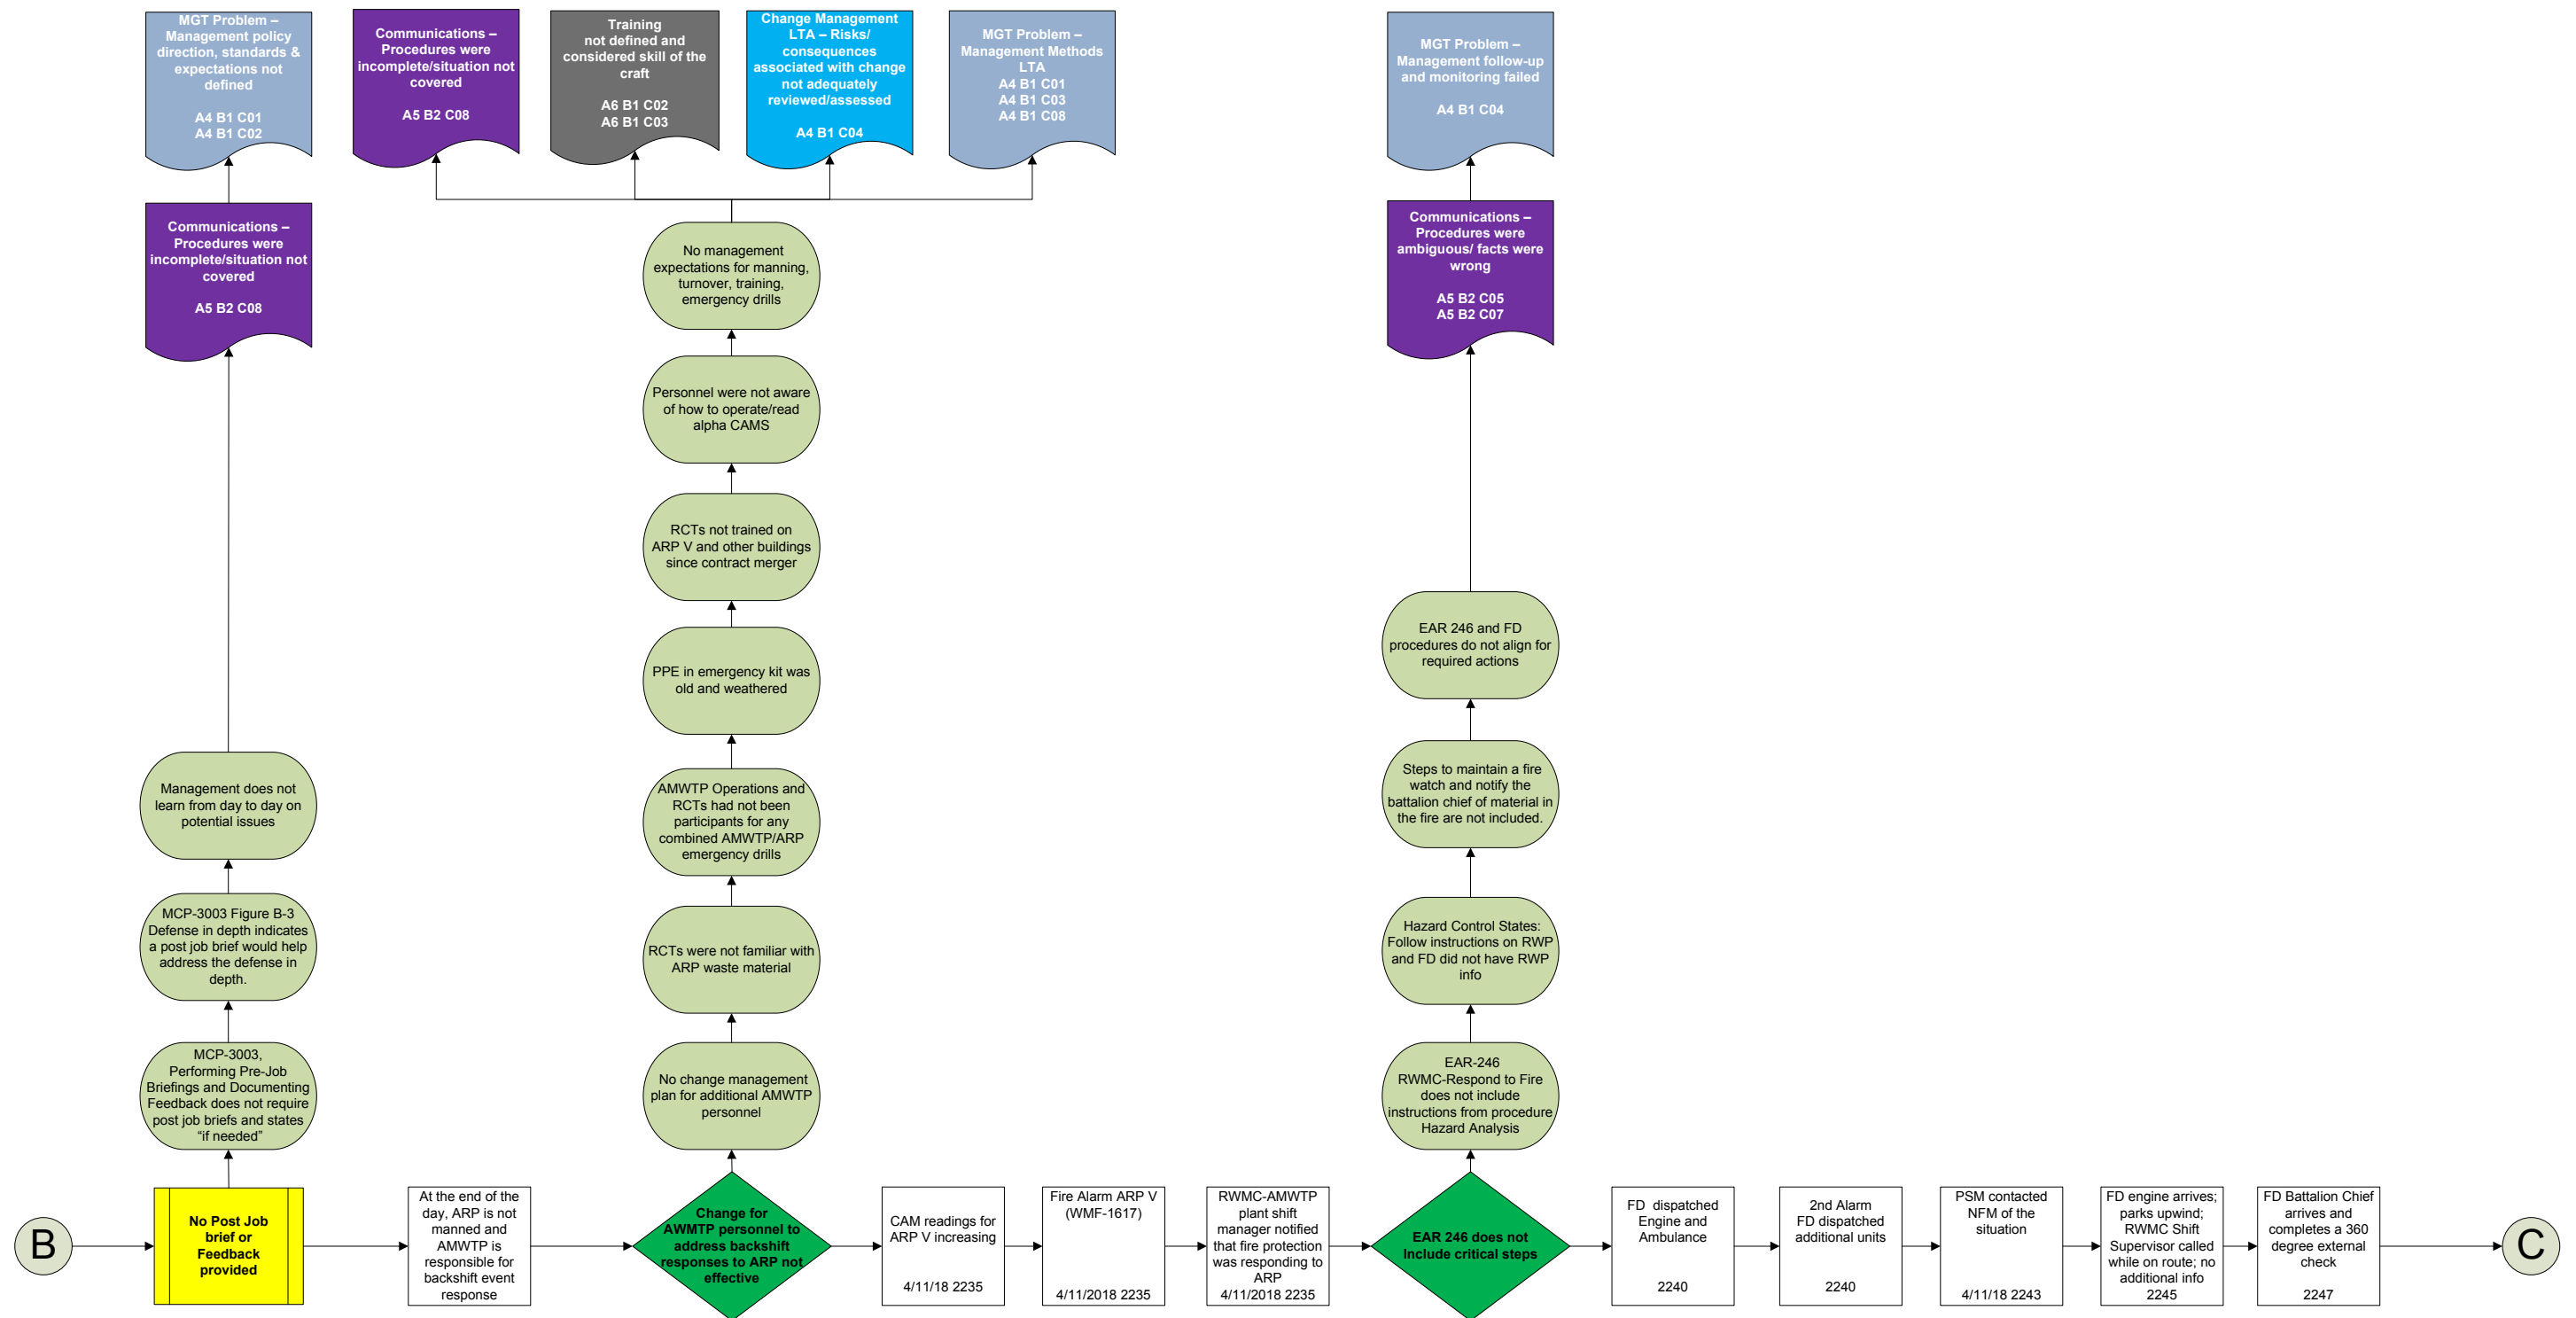 MGT Problem –
Management policy
direction, standards &
expectations not
defined
A4 B1 C01
A4 B1 C02
Communications –
Procedures were
incomplete/situation not
covered
A5 B2 C08
Training
not defined and
considered skill of the
craft
A6 B1 C02
A6 B1 C03
Change Management
LTA – Risks/
consequences
associated with change
not adequately
reviewed/assessed
A4 B1 C04
MGT Problem –
Management Methods
LTA
A4 B1 C01
A4 B1 C03
A4 B1 C08
MGT Problem –
Management follow-up
and monitoring failed
A4 B1 C04
Communications –
Procedures were
incomplete/situation not
covered
A5 B2 C08
Communications –
Procedures were
ambiguous/ facts were
wrong
A5 B2 C05
A5 B2 C07
No management
expectations for manning,
turnover, training,
emergency drills
Personnel were not aware
of how to operate/read
alpha CAMS
RCTs not trained on
ARP V and other buildings
since contract merger
PPE in emergency kit was
old and weathered
AMWTP Operations and
RCTs had not been
participants for any
combined AMWTP/ARP
emergency drills
RCTs were not familiar with
ARP waste material
No change management
plan for additional AMWTP
personnel
EAR 246 and FD
procedures do not align for
required actions
Steps to maintain a fire
watch and notify the
battalion chief of material in
the fire are not included.
Hazard Control States:
Follow instructions on RWP
and FD did not have RWP
info
EAR-246
RWMC-Respond to Fire
does not include
instructions from procedure
Hazard Analysis
Management does not
learn from day to day on
potential issues
MCP-3003 Figure B-3
Defense in depth indicates
a post job brief would help
address the defense in
depth.
MCP-3003,
Performing Pre-Job
Briefings and Documenting
Feedback does not require
post job briefs and states
“if needed”
B
No Post Job
brief or
Feedback
provided
At the end of the
day, ARP is not
manned and
AMWTP is
responsible for
backshift event
response
Change for
AWMTP personnel to
address backshift
responses to ARP not
effective
CAM readings for
ARP V increasing
4/11/18 2235
Fire Alarm ARP V
(WMF-1617)
4/11/2018 2235
RWMC-AMWTP
plant shift
manager notified
that fire protection
was responding to
ARP
4/11/2018 2235
EAR 246 does not
Include critical steps
FD dispatched
Engine and
Ambulance
2240
2nd Alarm
FD dispatched
additional units
2240
PSM contacted
NFM of the
situation
4/11/18 2243
FD engine arrives;
parks upwind;
RWMC Shift
Supervisor called
while on route; no
additional info
2245
FD Battalion Chief
arrives and
completes a 360
degree external
check
2247
C